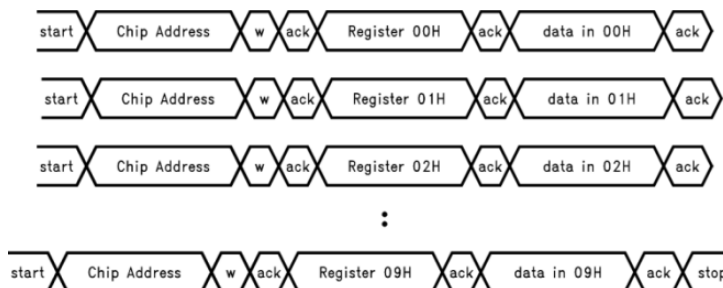 start Chip Address w ack Register 00H ack data in 00H ack
start Chip Address w ack Register 01H ack data in 01H ack
start Chip Address w ack Register 02H ack data in 02H ack
:
start Chip Address w ack Register 09H ack data in 09H ack stop